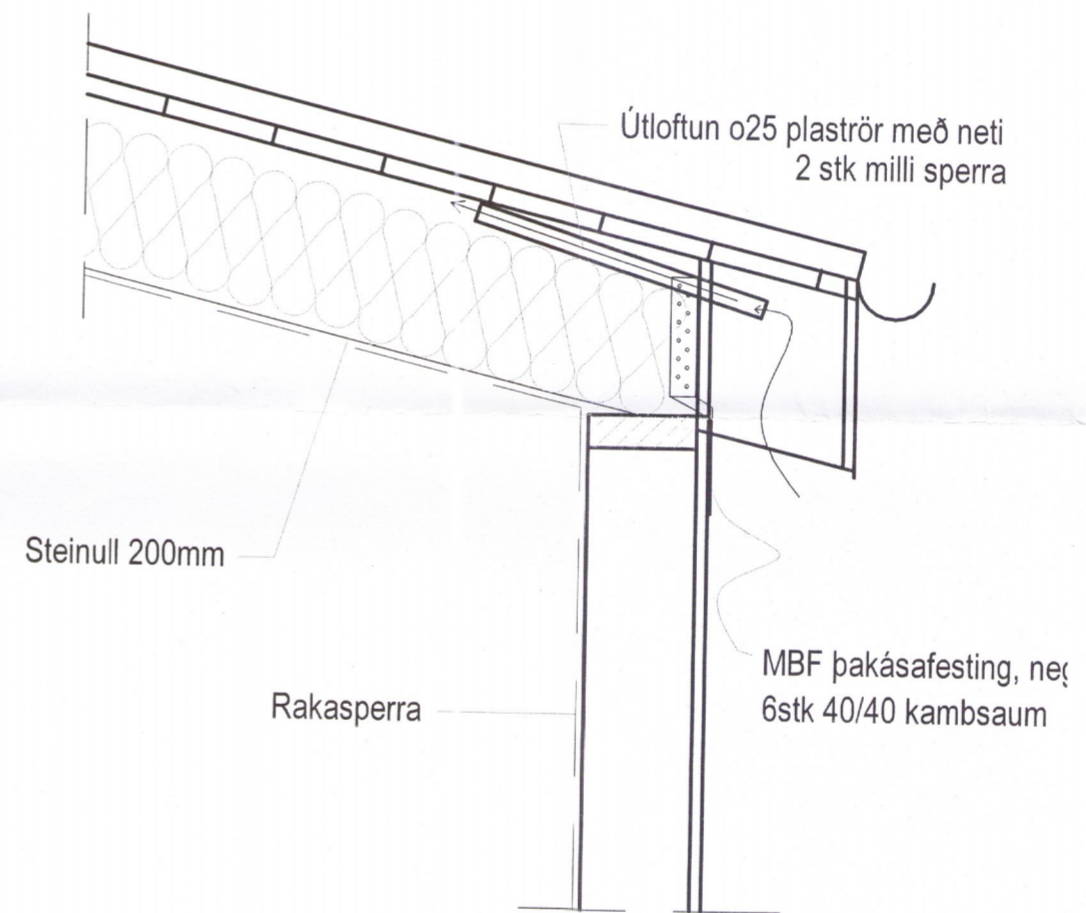 Útloftun o25 plaströr með neti
2 stk milli sperra
Steinull 200mm
MBF þakásafesting,
6stk 40/40 kambsaum
Rakasperra